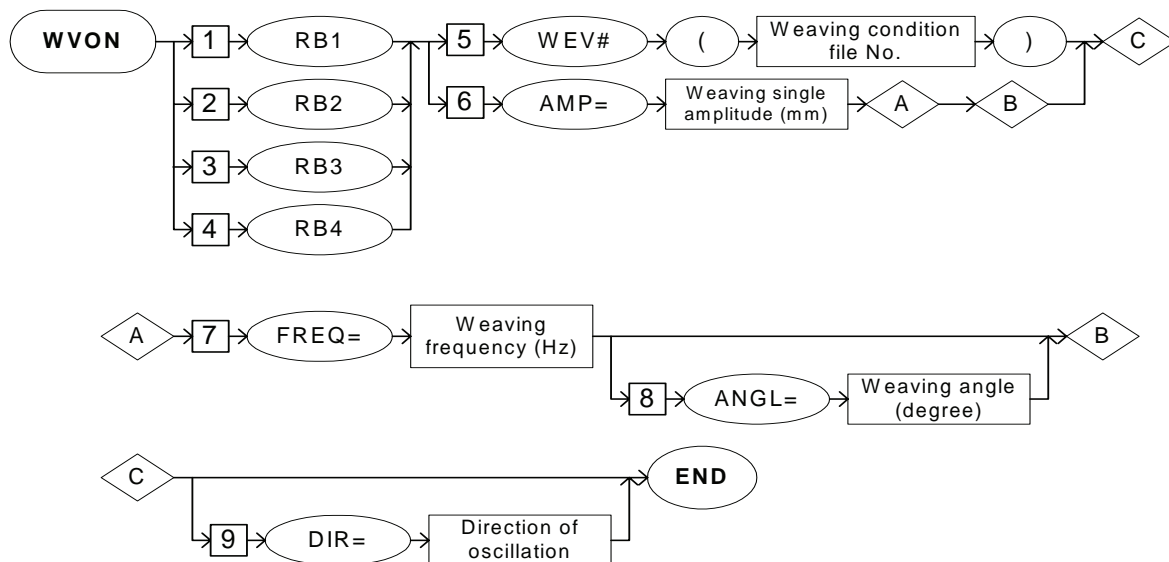 WVON
1 RB1
2 RB2
3 RB3
4 RB4
5 WEV# ( Weaving condition
file No. ) C
6 AMP= Weaving single
amplitude (mm) A B
A 7 FREQ= Weaving
frequency (Hz) B
8 ANGL= Weaving angle
(degree)
C END
9 DIR= Direction of
oscillation